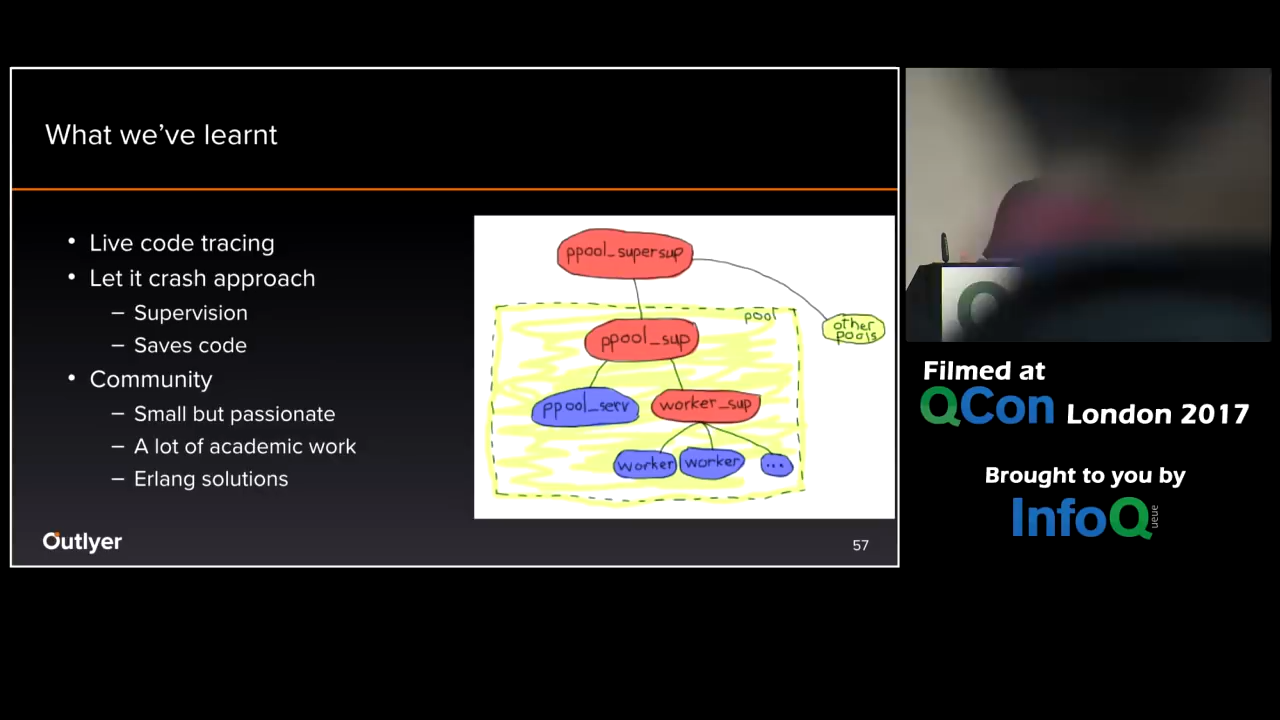 What we've learnt
• Live code tracing
• Let it crash approach
– Supervision
– Saves code
• Community
– Small but passionate
– A lot of academic work
– Erlang solutions
ppool_supersup
pool
other
pools
ppool_sup
ppool_serv
worker_sup
worker
worker
...
Outlyer
57
Q
Filmed at
QCon London 2017
Brought to you by
InfoQ
ueue